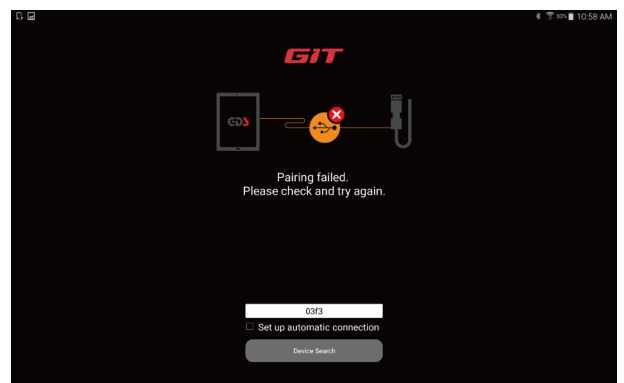 83% 10:58 AM
GIT
GDS
Pairing failed.
Please check and try again.
03f3
Set up automatic connection
Device Search